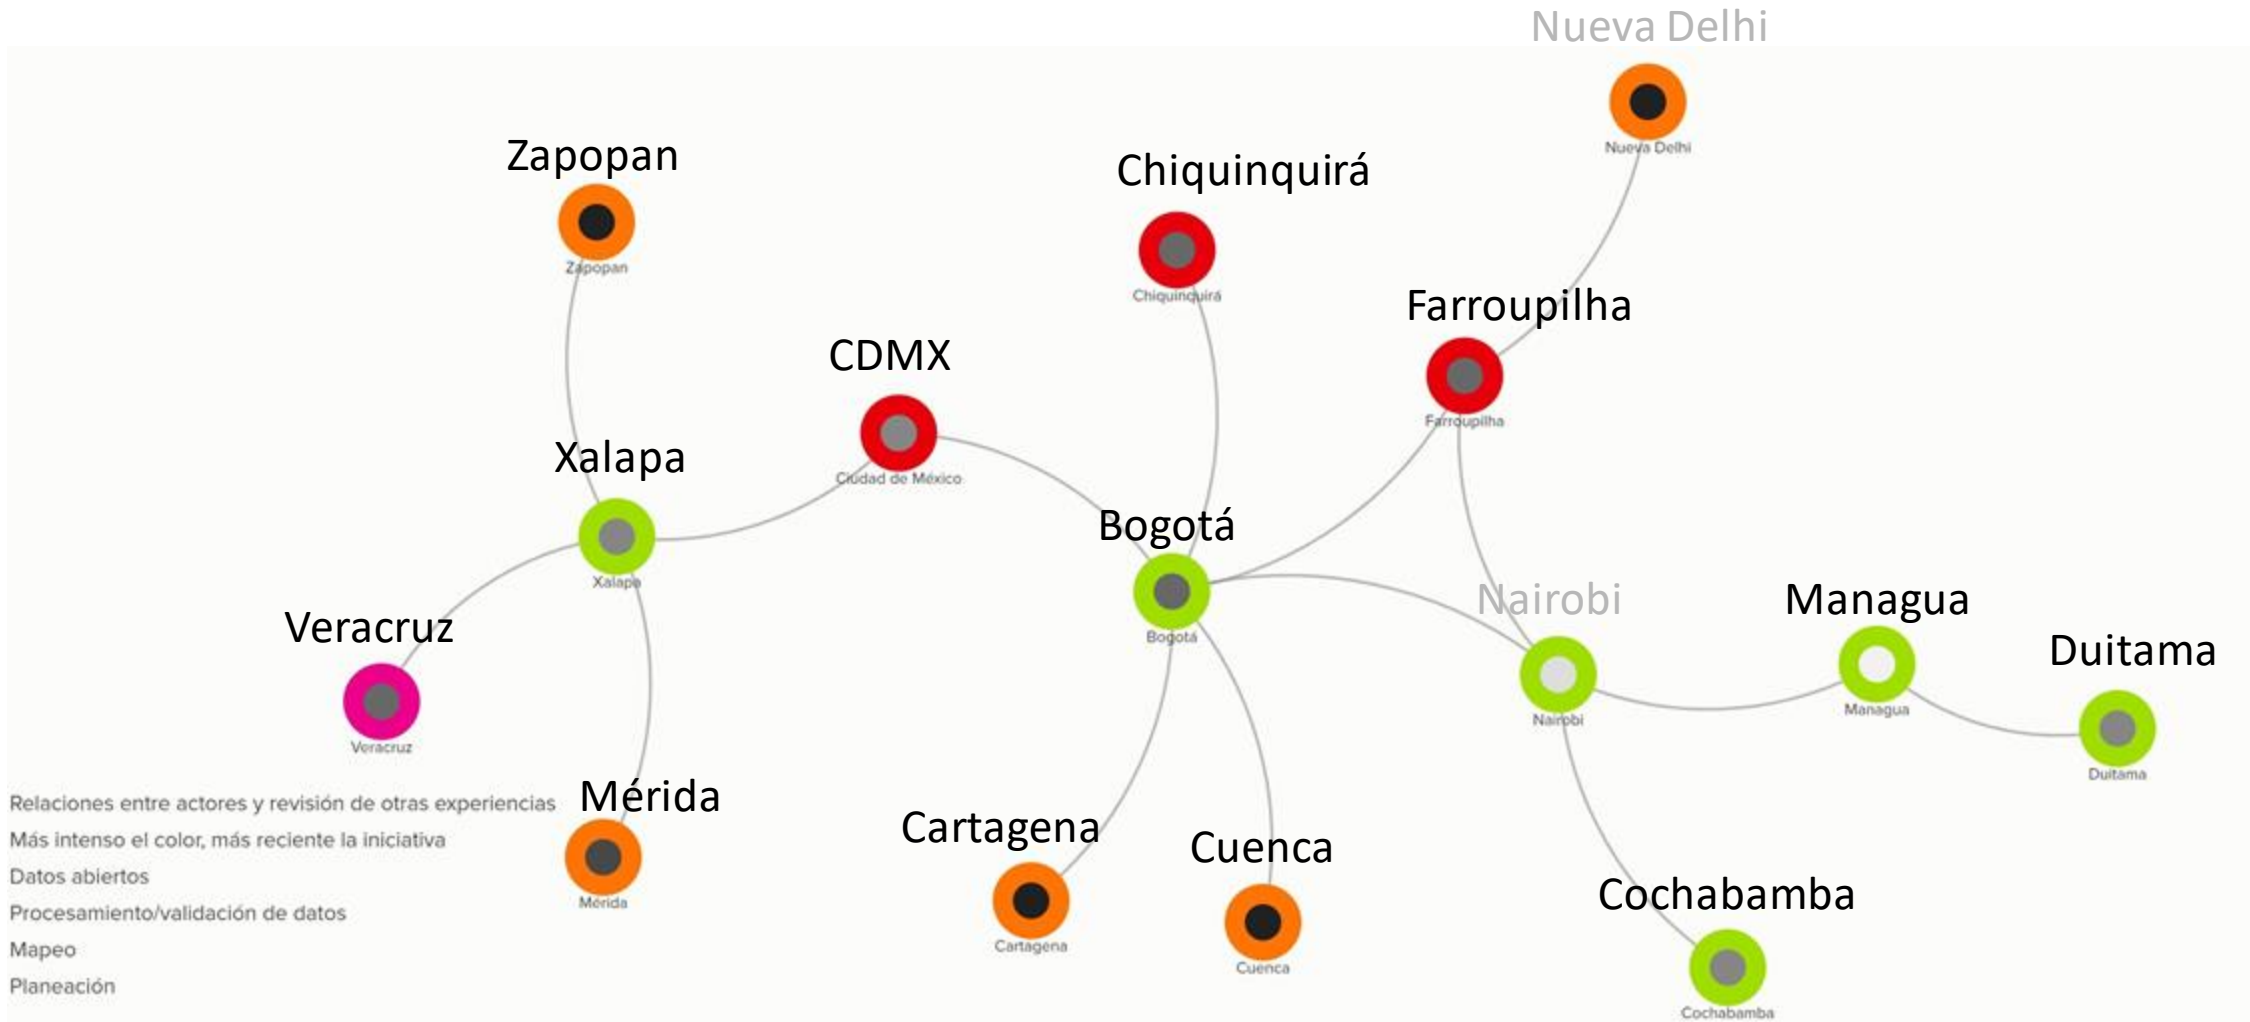 Nueva Delhi
Nueva Delhi
Zapopan
Zapopan
Chiquinquirá
Chiquinquirá
Farroupilha
Farroupilha
CDMX
Ciudad de México
Xalapa
Xalapa
Bogotá
Bogotá
Nairobi
Nairobi
Managua
Managua
Duitama
Duitama
Veracruz
Veracruz
Mérida
Mérida
Cartagena
Cartagena
Cuenca
Cuenca
Cochabamba
Cochabamba
Relaciones entre actores y revisión de otras experiencias
Más intenso el color, más reciente la iniciativa
Datos abiertos
Procesamiento/validación de datos
Mapeo
Planeación